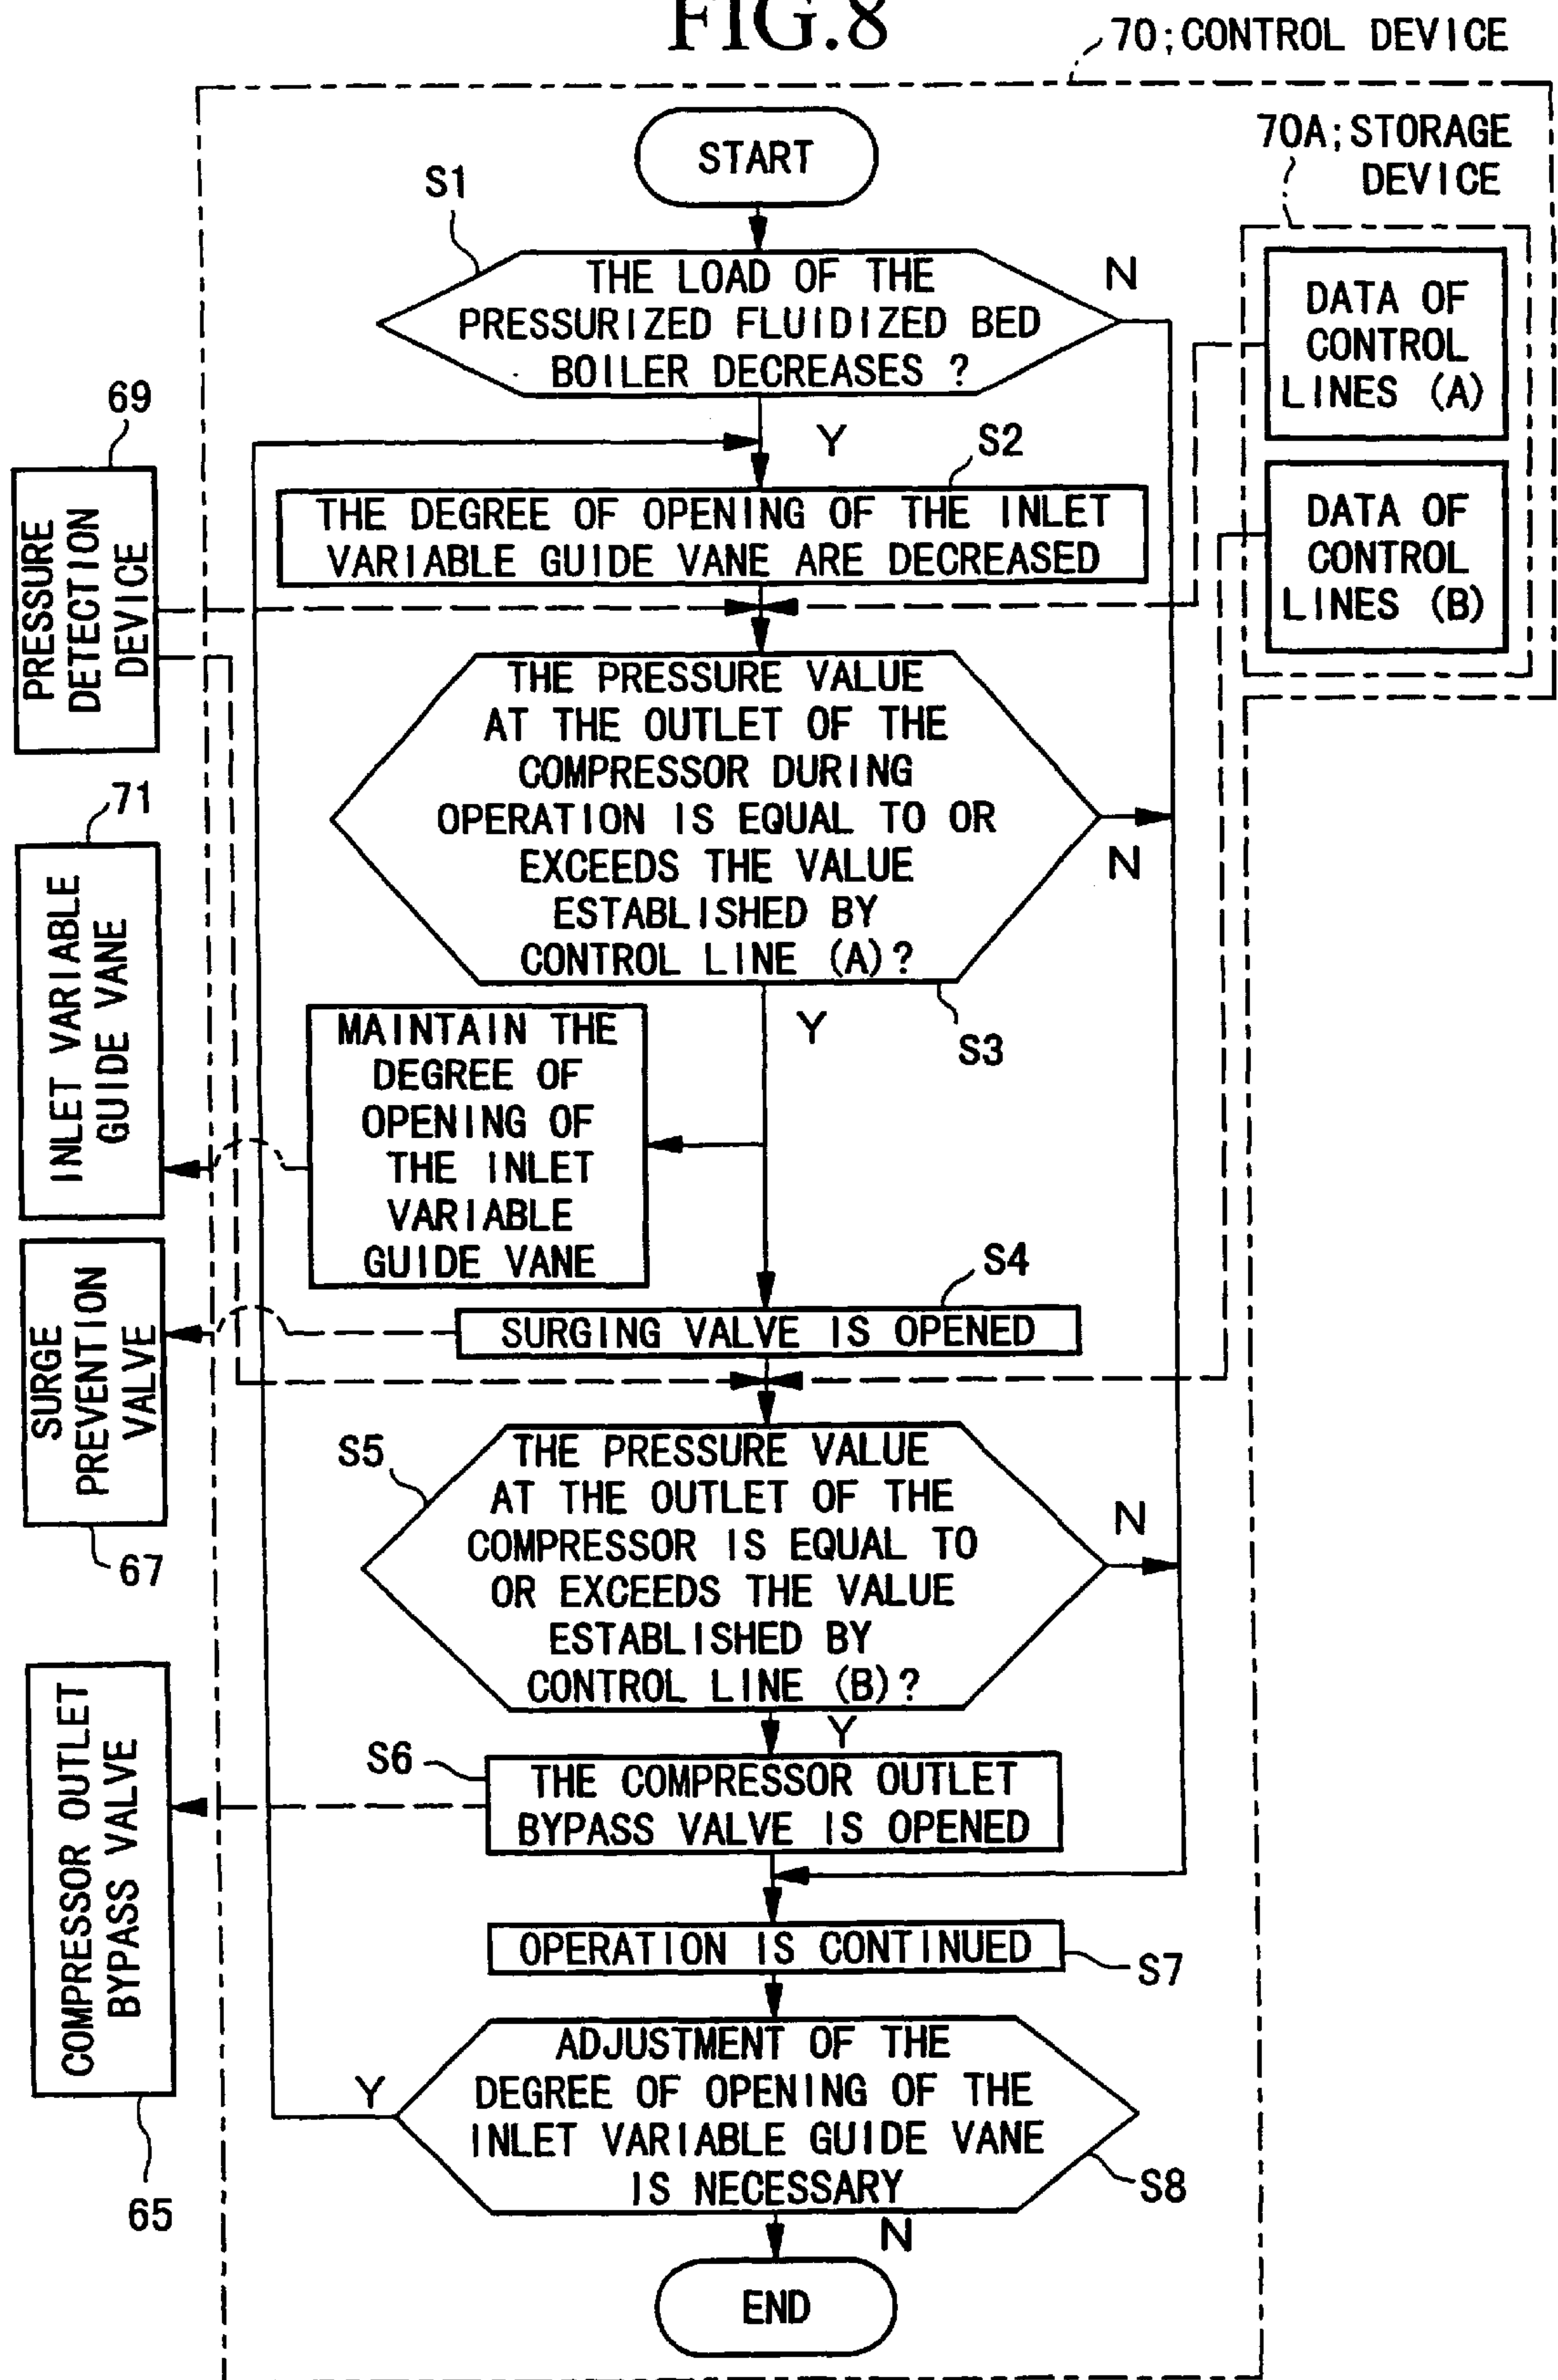 FIG.8
70;CONTROL DEVICE
70A;STORAGE
DEVICE
START
S1
THE LOAD OF THE
PRESSURIZED FLUIDIZED BED
BOILER DECREASES ?
N
Y
DATA OF
CONTROL
LINES (A)
DATA OF
CONTROL
LINES (B)
69
PRESSURE
DETECTION
DEVICE
S2
THE DEGREE OF OPENING OF THE INLET
VARIABLE GUIDE VANE ARE DECREASED
THE PRESSURE VALUE
AT THE OUTLET OF THE
COMPRESSOR DURING
OPERATION IS EQUAL TO OR
EXCEEDS THE VALUE
ESTABLISHED BY
CONTROL LINE (A)?
N
Y
S3
71
INLET VARIABLE
GUIDE VANE
MAINTAIN THE
DEGREE OF
OPENING OF
THE INLET
VARIABLE
GUIDE VANE
S4
SURGING VALVE IS OPENED
SURGE
PREVENTION
VALVE
67
S5
THE PRESSURE VALUE
AT THE OUTLET OF THE
COMPRESSOR IS EQUAL TO
OR EXCEEDS THE VALUE
ESTABLISHED BY
CONTROL LINE (B)?
N
Y
S6
THE COMPRESSOR OUTLET
BYPASS VALVE IS OPENED
COMPRESSOR OUTLET
BYPASS VALVE
65
OPERATION IS CONTINUED
S7
ADJUSTMENT OF THE
DEGREE OF OPENING OF THE
INLET VARIABLE GUIDE VANE
IS NECESSARY
Y
S8
N
END